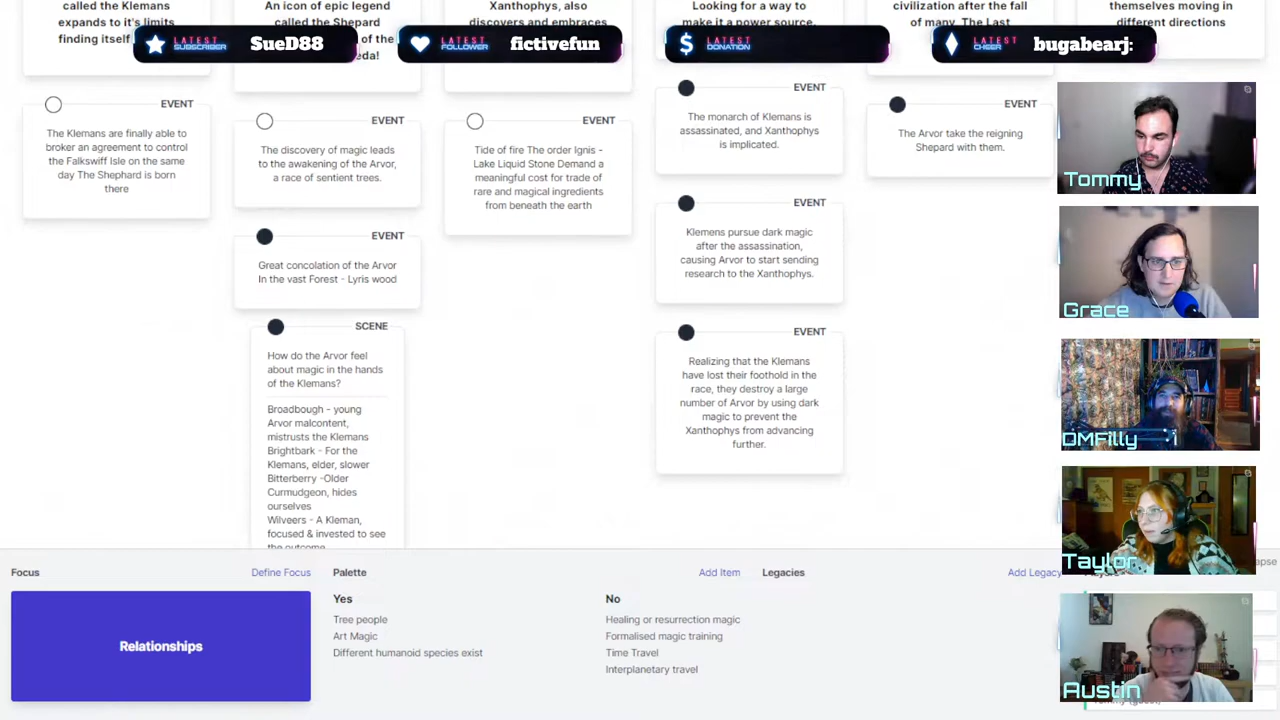 called the Klemans
expands to it's limits
finding itself
An icon of epic legend
called the Shepard
of the
eda!
Xanthophys, also
discovers and embraces
Looking for a way to
make it a power source.
civilization after the fall
of many. The Last
themselves moving in
different directions
LATEST
SUBSCRIBER
SueD88
LATEST
FOLLOWER
fictivefun
LATEST
DONATION
LATEST
CHEER
bugabearj:
EVENT
The Klemans are finally able to
broker an agreement to control
the Falkswiff Isle on the same
day The Shephard is born
there
EVENT
The discovery of magic leads
to the awakening of the Arvor,
a race of sentient trees.
EVENT
Great concolation of the Arvor
In the vast Forest - Lyris wood
SCENE
How do the Arvor feel
about magic in the hands
of the Klemans?
Broadbough - young
Arvor malcontent,
mistrusts the Klemans
Brightbark - For the
Klemans, elder, slower
Bitterberry -Older
Curmudgeon, hides
ourselves
Wilveers - A Kleman,
focused & invested to see
the outcome
EVENT
Tide of fire The order Ignis -
Lake Liquid Stone Demand a
meaningful cost for trade of
rare and magical ingredients
from beneath the earth
EVENT
The monarch of Klemans is
assassinated, and Xanthophys
is implicated.
EVENT
Klemens pursue dark magic
after the assassination,
causing Arvor to start sending
research to the Xanthophys.
EVENT
Realizing that the Klemans
have lost their foothold in the
race, they destroy a large
number of Arvor by using dark
magic to prevent the
Xanthophys from advancing
further.
EVENT
The Arvor take the reigning
Shepard with them.
Tommy
Grace
DMFilly
Taylor
Austin
Focus
Define Focus
Relationships
Palette
Add Item
Yes
Tree people
Art Magic
Different humanoid species exist
No
Healing or resurrection magic
Formalised magic training
Time Travel
Interplanetary travel
Legacies
Add Legacy